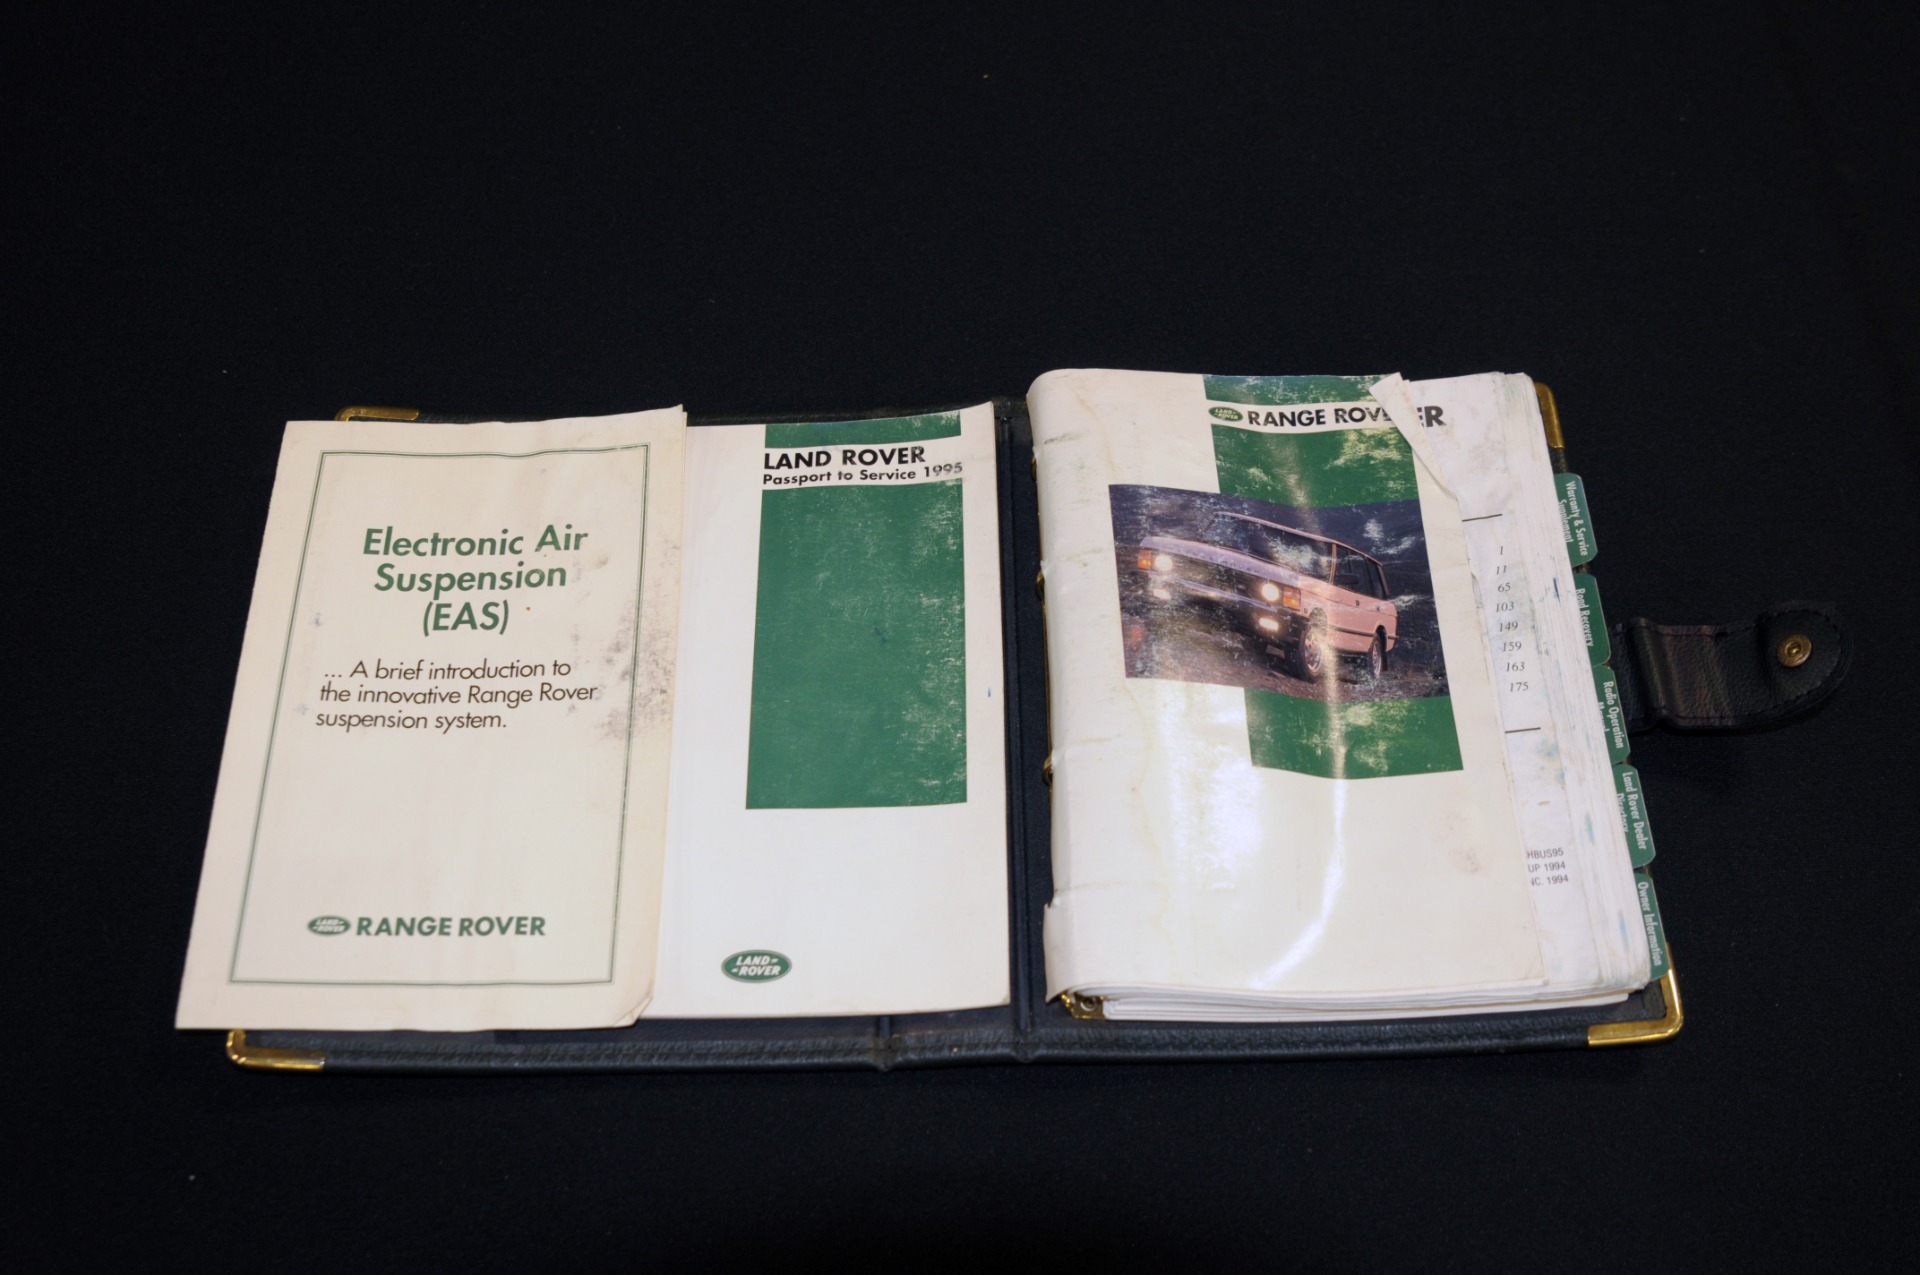 Electronic Air
Suspension
(EAS)
... A brief introduction to
the innovative Range Rover
suspension system.
LAND ROVER
RANGE ROVER
LAND ROVER
Passport to Service 1995
LAND
ROVER
LAND ROVER
RANGE ROVER
1
11
65
103
149
159
163
175
HBUS95
UP 1994
NC. 1994
Warranty & Service
Supplement
Road Recovery
Radio Operation
Land Rover Dealer
Directory
Owner Information